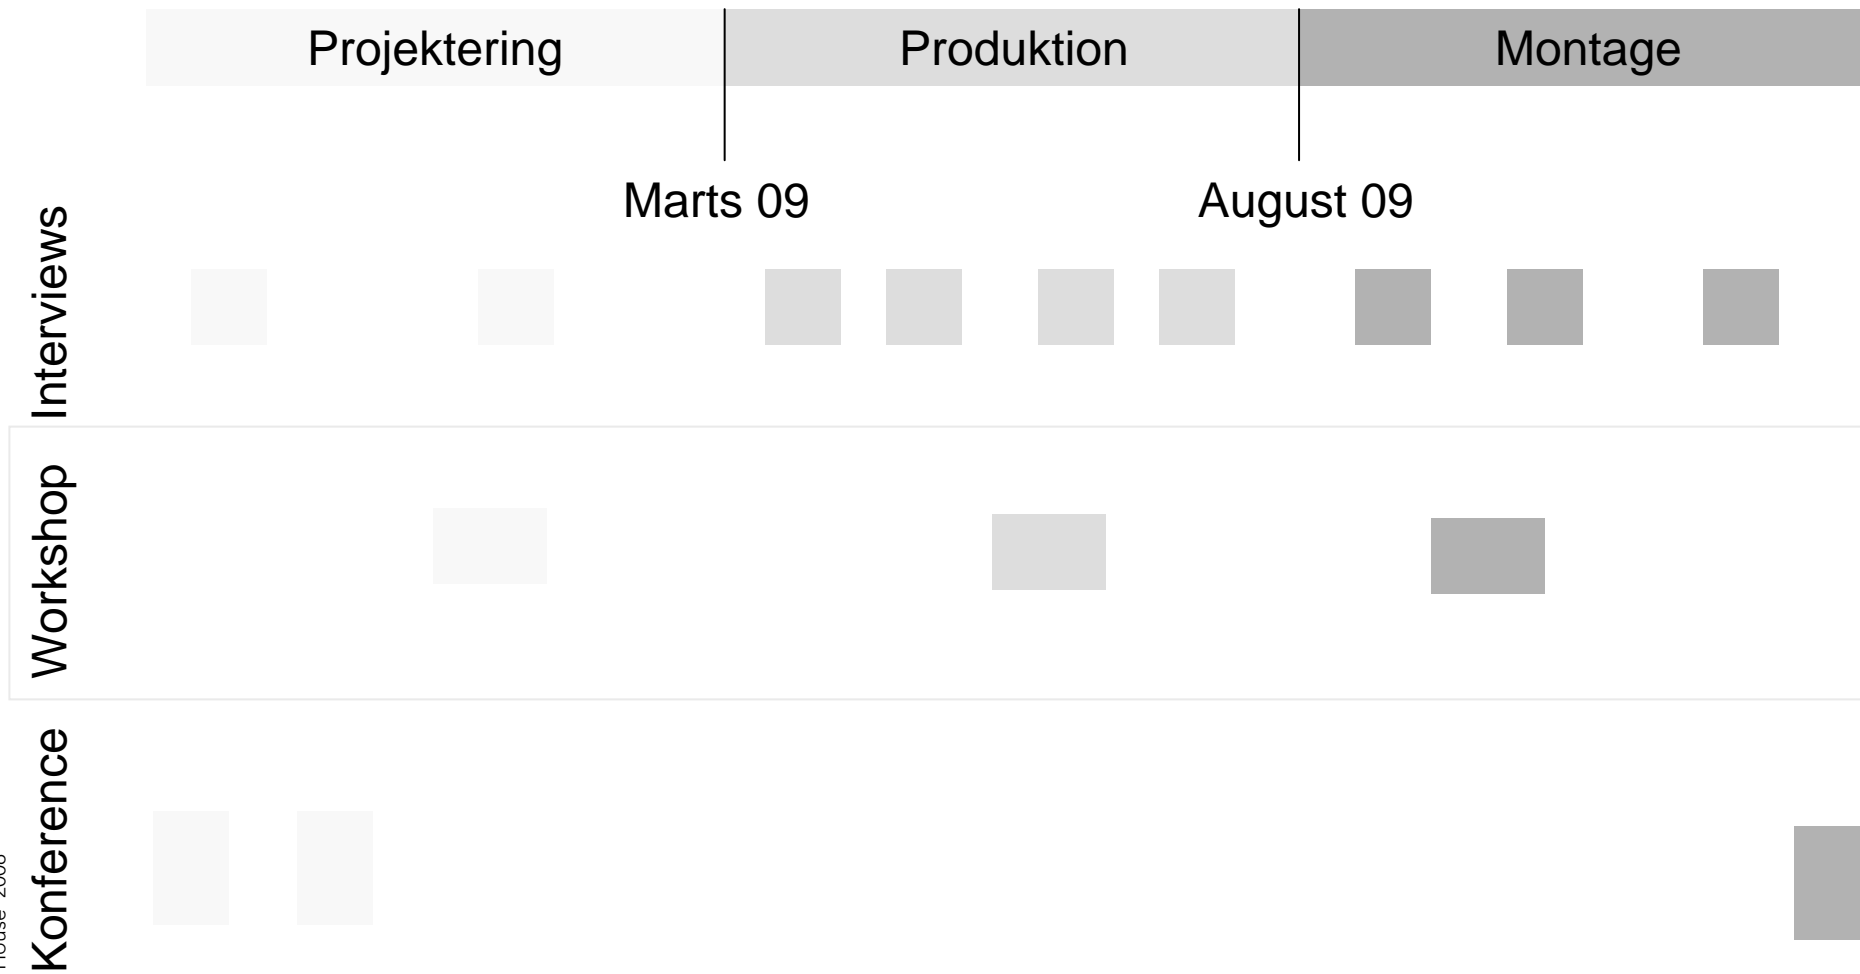 Projektering
Produktion
Montage
Marts 09
August 09
Interviews
Workshop
Konference